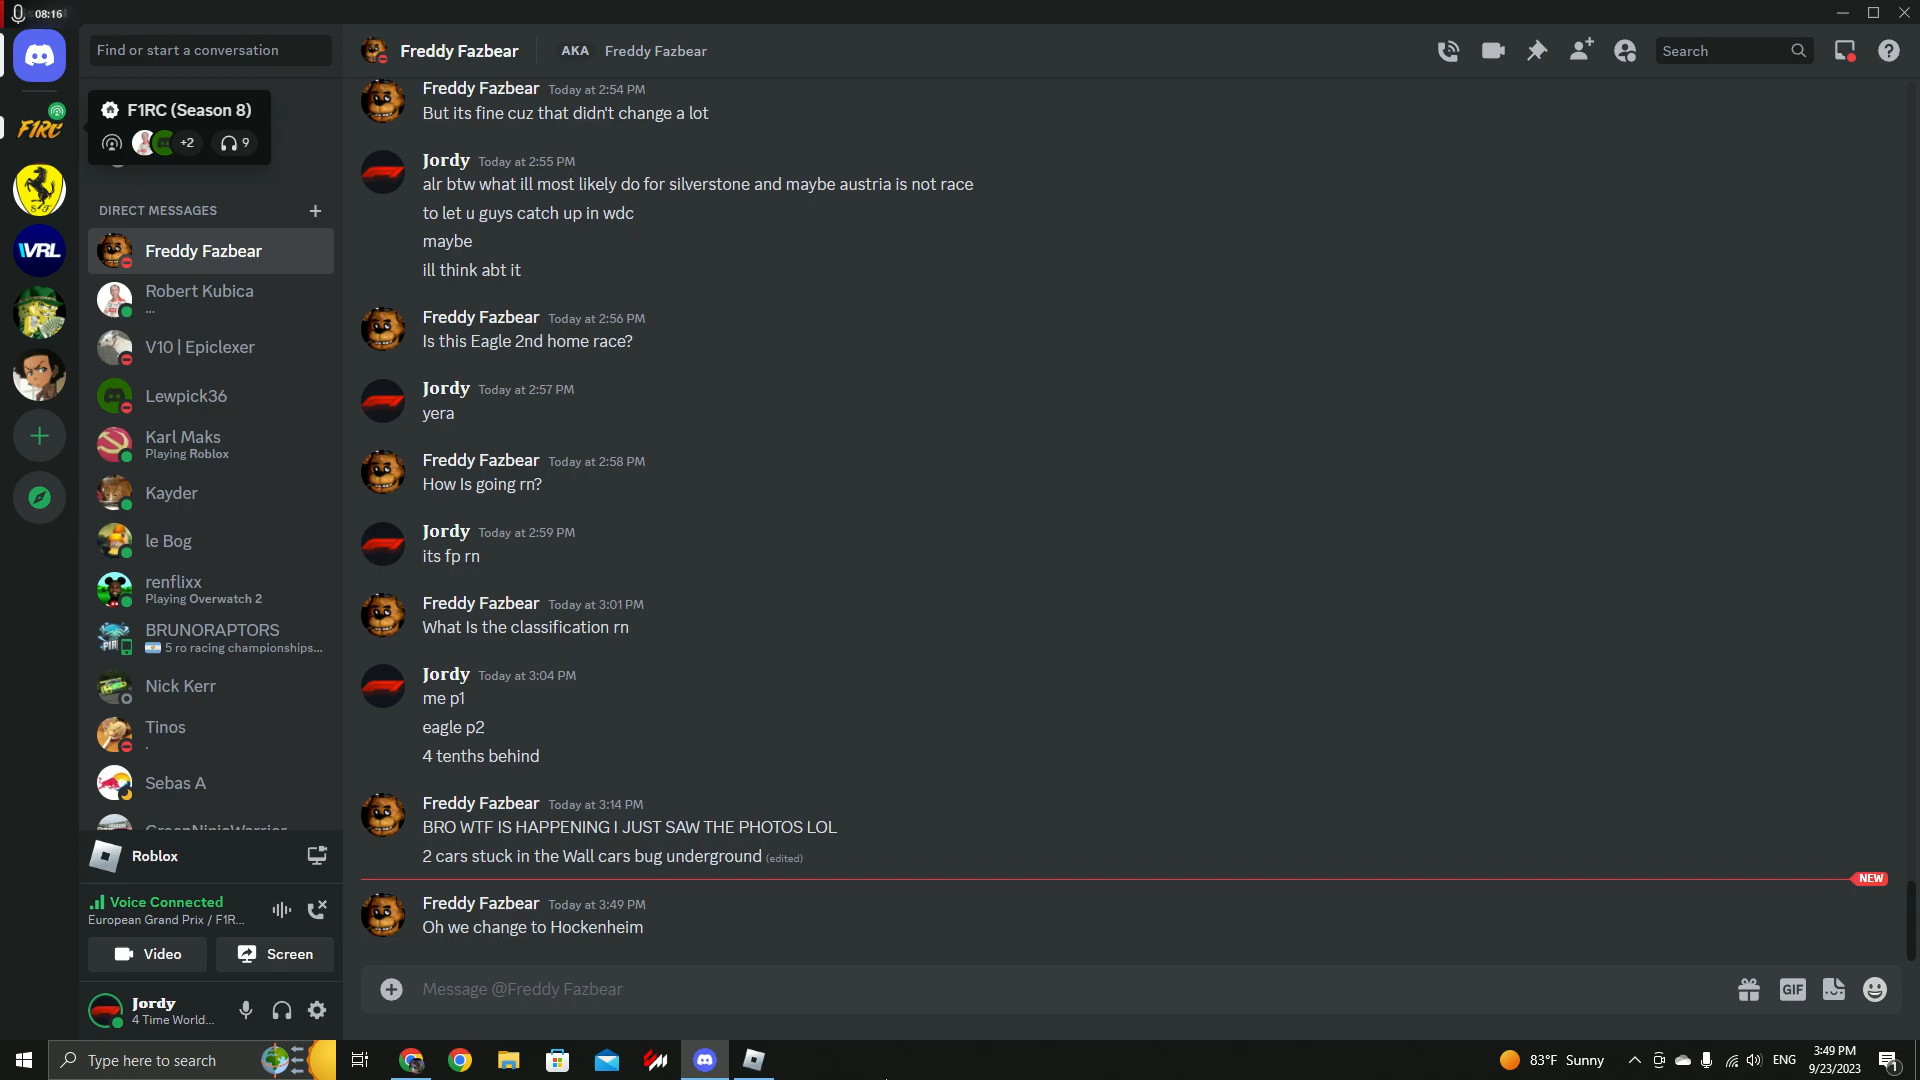 08:16
Find or start a conversation
Freddy Fazbear
AKA Freddy Fazbear
Search
F1RC
F1RC (Season 8)
+2
9
VRL
DIRECT MESSAGES
Freddy Fazbear
Robert Kubica
...
V10 | Epiclexer
Lewpick36
Karl Maks
Playing Roblox
Kayder
le Bog
renflixx
Playing Overwatch 2
BRUNORAPTORS
5 ro racing championships...
Nick Kerr
Tinos
.
Sebas A
GreenNinjaWarrior
Roblox
Voice Connected
European Grand Prix / F1R...
Video
Screen
Jordy
4 Time World...
Freddy Fazbear Today at 2:54 PM
But its fine cuz that didn't change a lot
Jordy Today at 2:55 PM
alr btw what ill most likely do for silverstone and maybe austria is not race
to let u guys catch up in wdc
maybe
ill think abt it
Freddy Fazbear Today at 2:56 PM
Is this Eagle 2nd home race?
Jordy Today at 2:57 PM
yera
Freddy Fazbear Today at 2:58 PM
How Is going rn?
Jordy Today at 2:59 PM
its fp rn
Freddy Fazbear Today at 3:01 PM
What Is the classification rn
Jordy Today at 3:04 PM
me p1
eagle p2
4 tenths behind
Freddy Fazbear Today at 3:14 PM
BRO WTF IS HAPPENING I JUST SAW THE PHOTOS LOL
2 cars stuck in the Wall cars bug underground (edited)
NEW
Freddy Fazbear Today at 3:49 PM
Oh we change to Hockenheim
Message @Freddy Fazbear
GIF
Type here to search
83°F Sunny
ENG
3:49 PM
9/23/2023
1